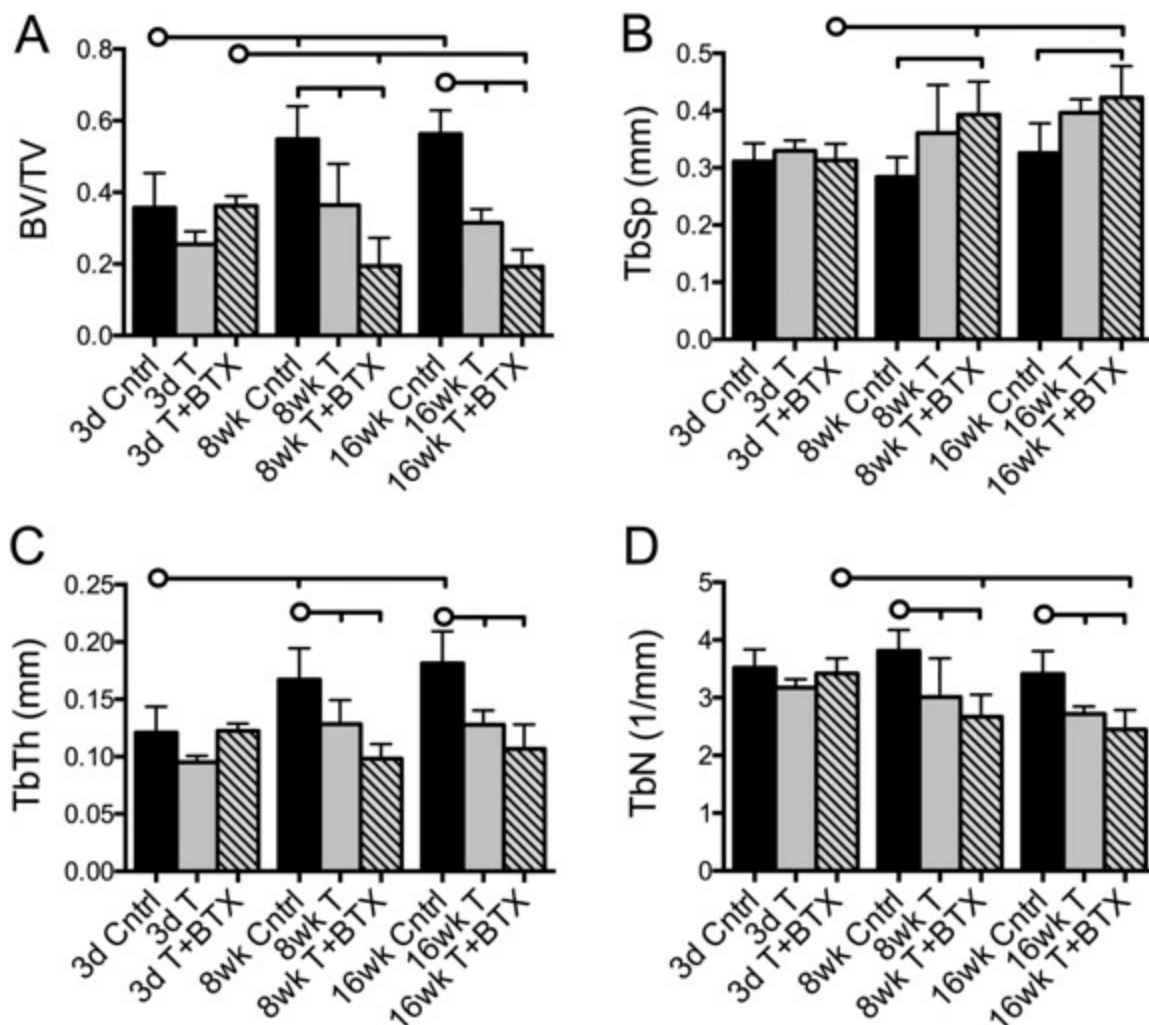 A
BV/TV
0.8
0.6
0.4
0.2
0.0
3d Cntrl
3d T
3d T+BTX
8wk Cntrl
8wk T
8wk T+BTX
16wk Cntrl
16wk T
16wk T+BTX
B
TbSp (mm)
0.5
0.4
0.3
0.1
0.0
3d Cntrl
3d T
3d T+BTX
8wk Cntrl
8wk T
8wk T+BTX
16wk Cntrl
16wk T
16wk T+BTX
C
TbTh (mm)
0.25
0.20
0.15
0.10
0.05
0.00
3d Cntrl
3d T
3d T+BTX
8wk Cntrl
8wk T
8wk T+BTX
16wk Cntrl
16wk T
16wk T+BTX
D
TbN (1/mm)
5
4
3
2
1
0
3d Cntrl
3d T
3d T+BTX
8wk Cntrl
8wk T
8wk T+BTX
16wk Cntrl
16wk T
16wk T+BTX